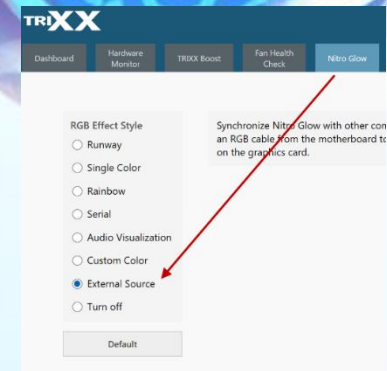 TRIXX
Dashboard
Hardware
Monitor
TRIXX Boost
Fan Health
Check
Nitro Glow
RGB Effect Style
Runway
Single Color
Rainbow
Serial
Audio Visualization
Custom Color
External Source
Turn off
Default
Synchronize Nitro Glow with other con
an RGB cable from the motherboard to
on the graphics card.